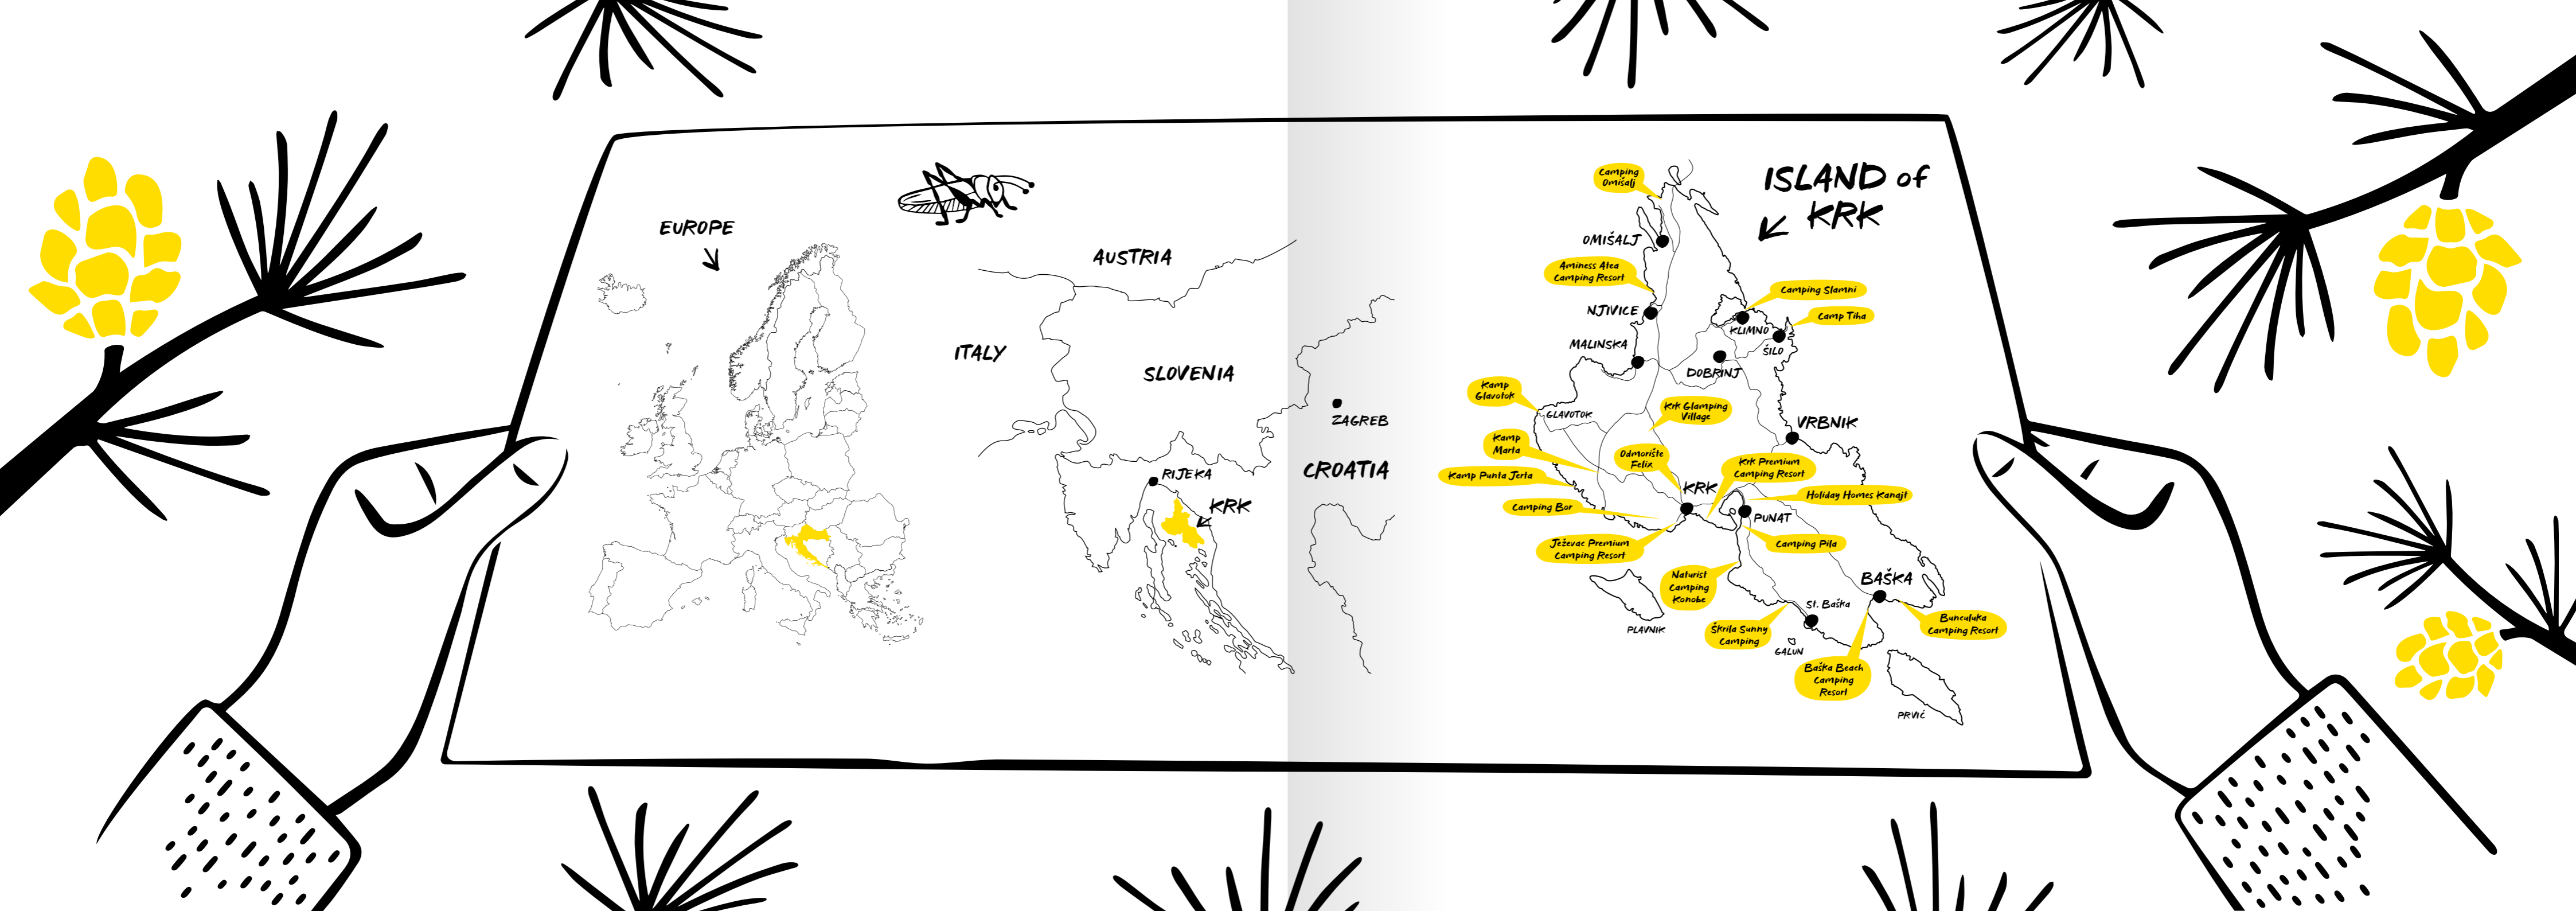 EUROPE
AUSTRIA
ITALY
SLOVENIA
ZAGREB
CROATIA
RIJEKA
KRK
ISLAND of
KRK
Camping
Omišalj
OMIŠALJ
Aminess Atea
Camping Resort
NJIVICE
Camping Slamni
Camp Tiha
KLIMNO
ŠILO
MALINSKA
DOBRINJ
Kamp
Glavotok
GLAVOTOK
Krk Glamping
Village
VRBNIK
Kamp
Marta
Odmorište
Felix
Krk Premium
Camping Resort
Kamp Punta Jerta
KRK
Holiday Homes Kanajt
Camping Bor
PUNAT
Ježevac Premium
Camping Resort
Camping Pila
Naturist
Camping
Konobe
BAŠKA
St. Baška
PLAVNIK
Škrila Sunny
Camping
Bunculuka
Camping Resort
GALUN
Baška Beach
Camping
Resort
PRVIĆ